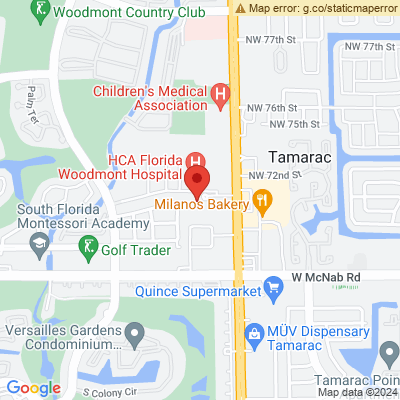 Map error: g.co/staticmaperror
Woodmont Country Club
NW 77th St
NW 77th St
Children's Medical
Association
NW 76th St
NW 75th St
Palm Ter
HCA Florida
Woodmont Hospital
Tamarac
NW 72nd St
Milanos Bakery
South Florida
Montessori Academy
Golf Trader
W McNab Rd
Quince Supermarket
Versailles Gardens
Condominium...
MÜV Dispensary
Tamarac
Tamarac Poin
S Colony Cir
Google
Map data ©2024